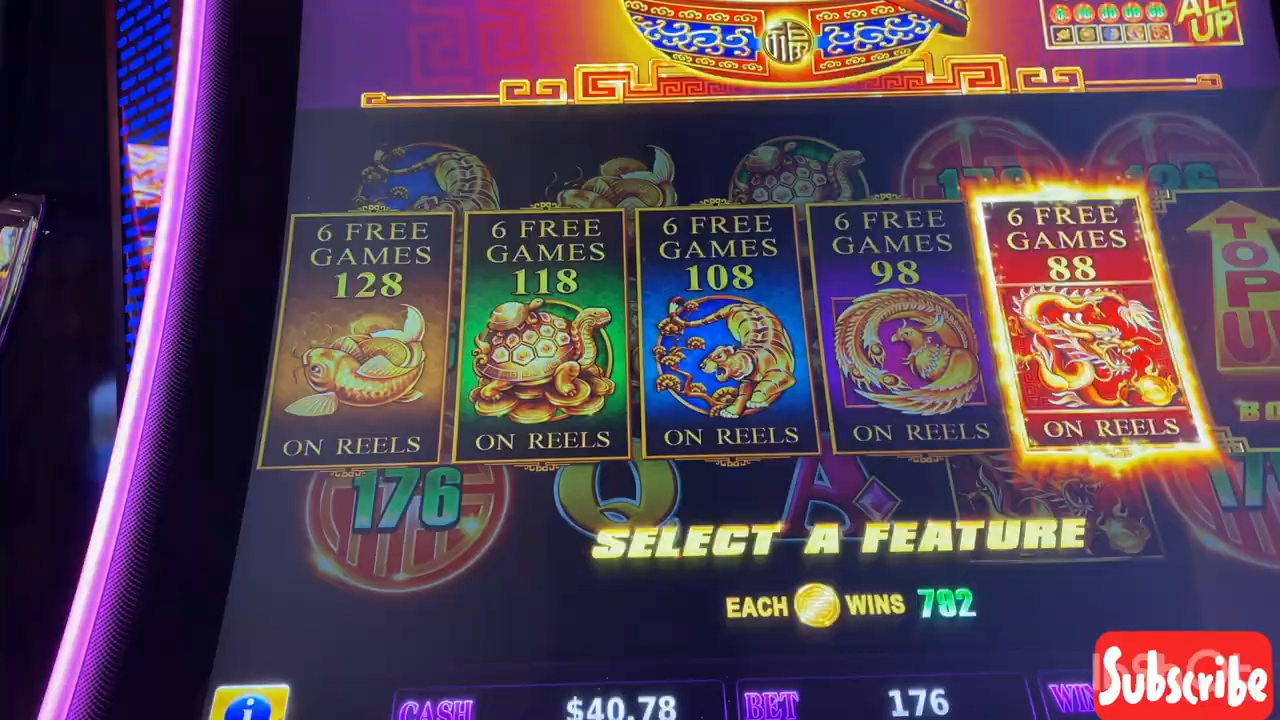 ALL
UP
6 FREE
GAMES
128
ON REELS
6 FREE
GAMES
118
ON REELS
6 FREE
GAMES
108
ON REELS
6 FREE
GAMES
98
ON REELS
6 FREE
GAMES
88
ON REELS
TOP
U
176
Q
A
SELECT A FEATURE
EACH WINS 792
CASH $40.78
BET 176
WIN
Subscribe